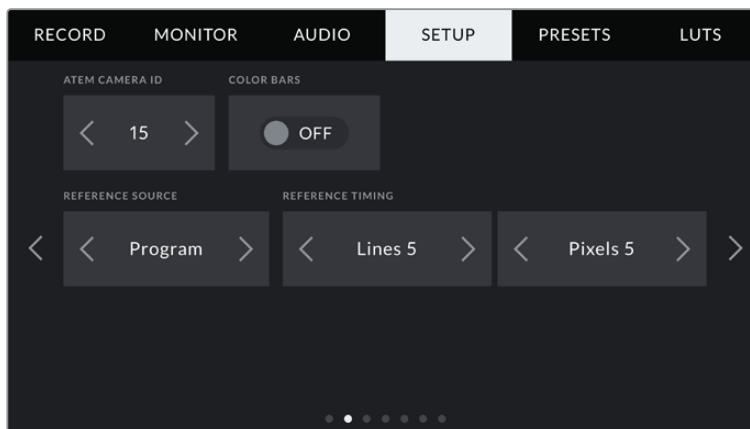 RECORD MONITOR AUDIO SETUP PRESETS LUTS
ATEM CAMERA ID COLOR BARS
15 OFF
REFERENCE SOURCE REFERENCE TIMING
Program Lines 5 Pixels 5